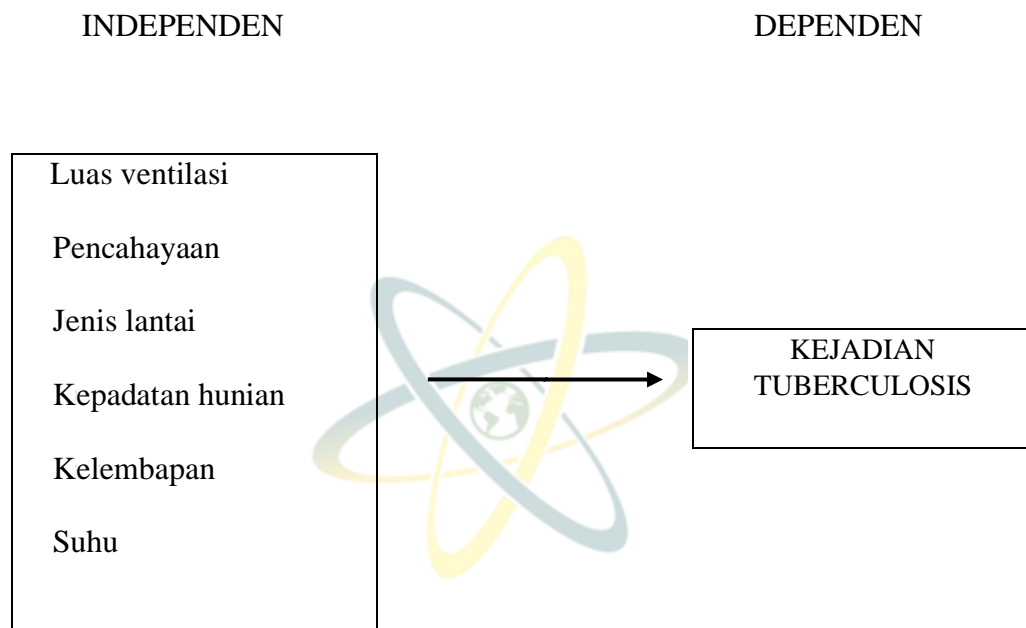 INDEPENDEN
DEPENDEN
Luas ventilasi
Pencahayaan
Jenis lantai
Kepadatan hunian
Kelembapan
Suhu
KEJADIAN
TUBERCULOSIS